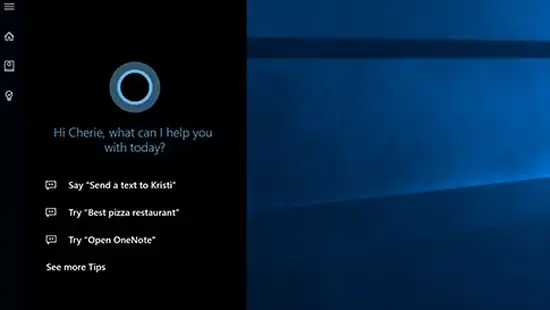 Hi Cherie, what can I help you
with today?
Say "Send a text to Kristi"
Try "Best pizza restaurant"
Try "Open OneNote"
See more Tips